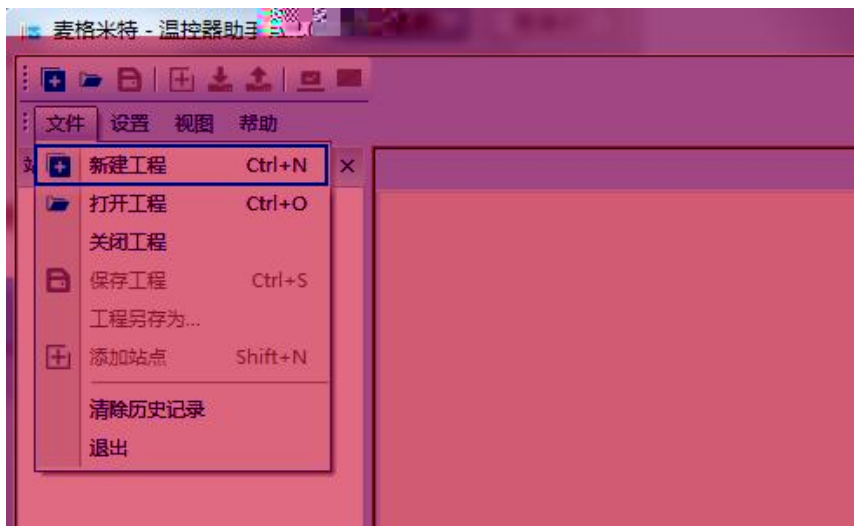 麦格米特 - 温控器助手
文件 设置 视图 帮助
新建工程 Ctrl+N
打开工程 Ctrl+O
关闭工程
保存工程 Ctrl+S
工程另存为...
添加站点 Shift+N
清除历史记录
退出